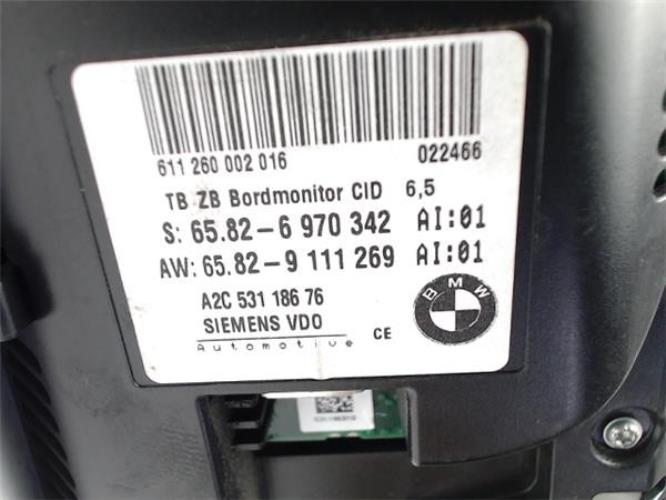 611 260 002 016 022466
TB ZB Bordmonitor CID 6,5
S: 65.82-6 970 342 AI:01
AW: 65.82-9 111 269 AI:01
A2C 531 186 76
SIEMENS VDO
Automotive CE
BMW